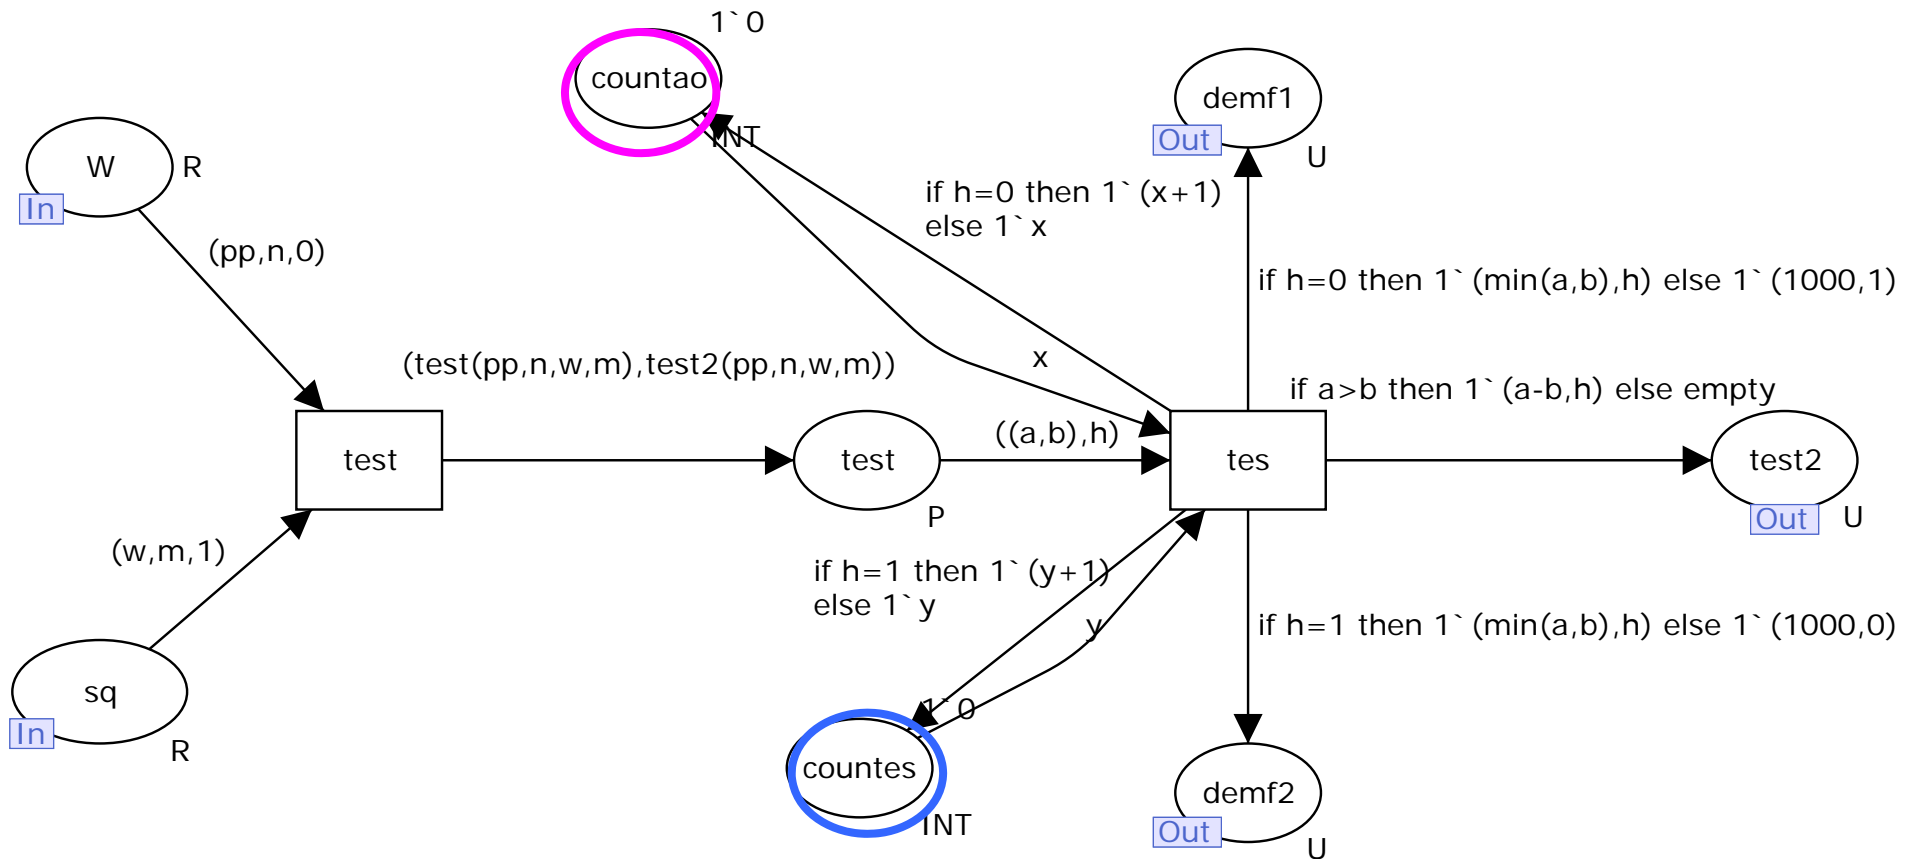 1`0
countao
INT
demf1
Out
U
W
R
In
(pp,n,0)
if h=0 then 1`(x+1)
else 1`x
if h=0 then 1`(min(a,b),h) else 1`(1000,1)
(test(pp,n,w,m),test2(pp,n,w,m))
x
if a>b then 1`(a-b,h) else empty
((a,b),h)
test
test
tes
test2
P
Out
U
(w,m,1)
if h=1 then 1`(y+1)
else 1`y
y
if h=1 then 1`(min(a,b),h) else 1`(1000,0)
sq
In
R
1`0
countes
INT
demf2
Out
U